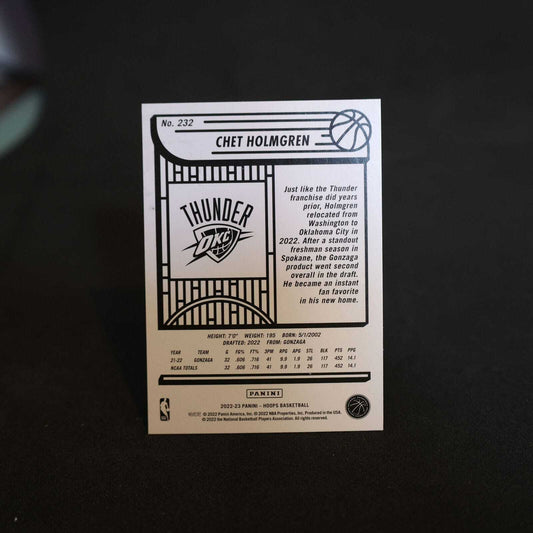 No. 232
CHET HOLMGREN
THUNDER
OKC
Just like the Thunder
franchise did years
prior, Holmgren
relocated from
Washington to
Oklahoma City in
2022. After a standout
freshman season in
Spokane, the Gonzaga
product went second
overall in the draft.
He became an instant
fan favorite
in his new home.
HEIGHT: 7'0" WEIGHT: 195 BORN: 5/1/2002
DRAFTED: 2022 FROM: GONZAGA
YEAR TEAM G FG% FT% 3PM RPG APG STL BLK PTS PPG
21-22 GONZAGA 32 .606 .716 41 9.9 1.9 26 117 452 14.1
NCAA TOTALS 32 .606 .716 41 9.9 1.9 26 117 452 14.1
PANINI
2022-23 PANINI – HOOPS BASKETBALL
© 2022 Panini America, Inc. © 2022 NBA Properties, Inc. Produced in the USA.
© 2022 the National Basketball Players Association. All rights reserved.